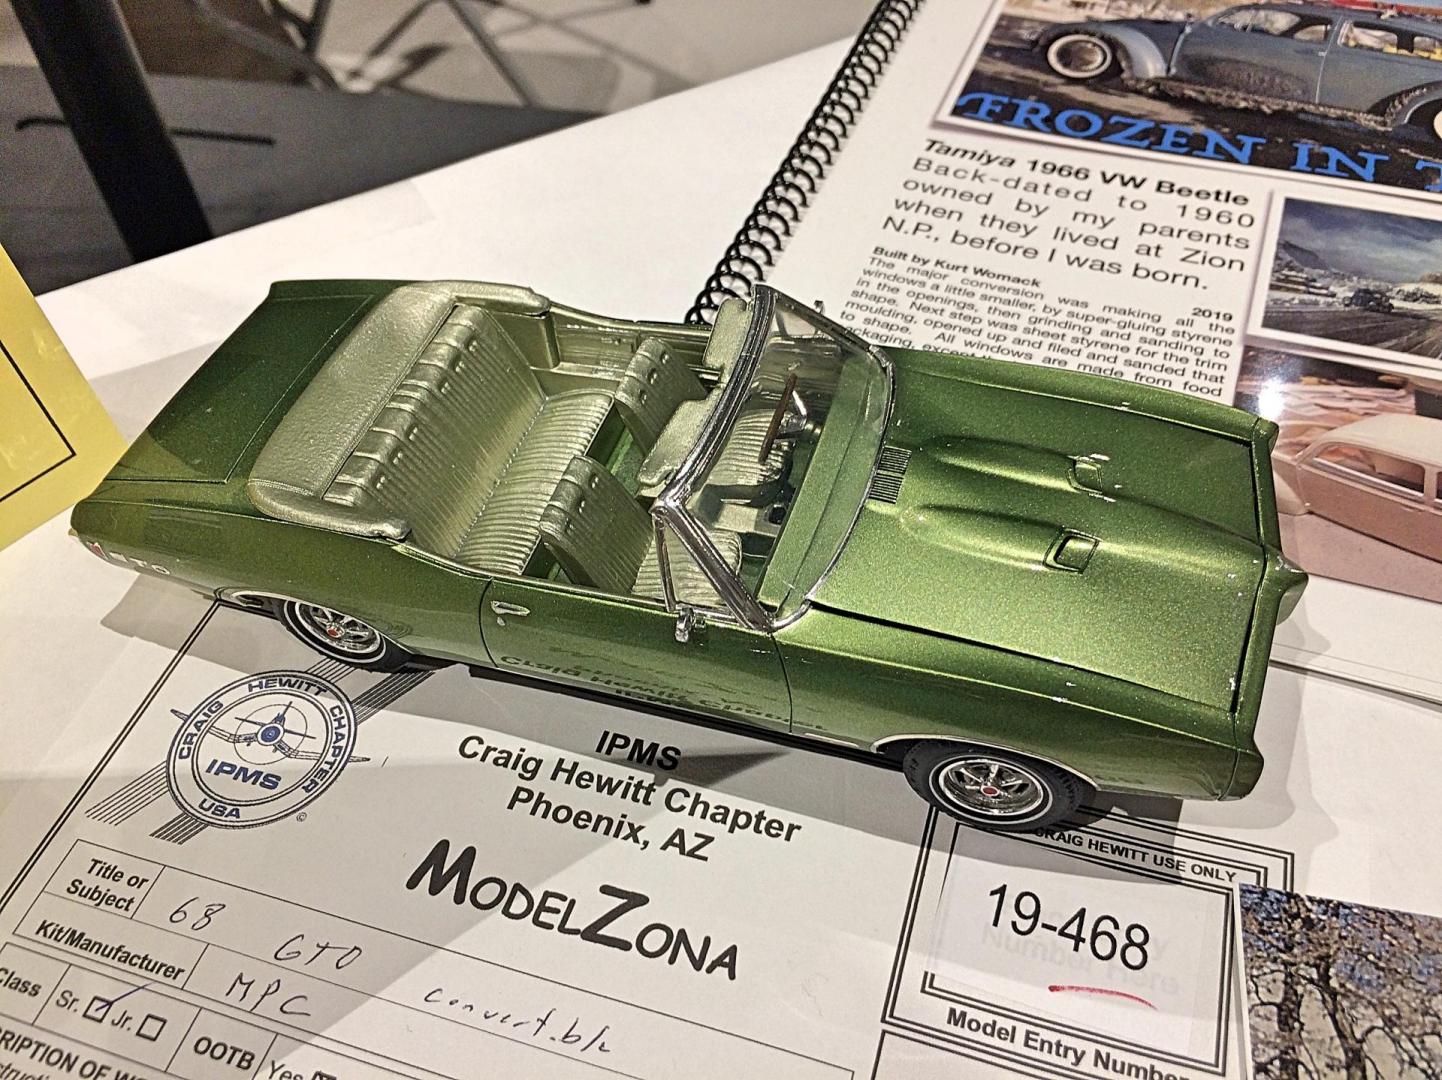 FROZEN IN
Tamiya 1966 VW Beetle
Back-dated to 1960
owned by my parents
when they lived at Zion
N.P., before I was born.
Built by Kurt Womack
2019
The major conversion was making all the
windows a little smaller, by super-gluing styrene
in the openings, then grinding and sanding to
shape. Next step was sheet styrene for the trim
moulding, opened up and filed and sanded that
to shape. All windows are made from food
GTO
CRAIG HEWITT CHAPTER
IPMS
USA
©
IPMS
Craig Hewitt Chapter
Phoenix, AZ
MODELZONA
CRAIG HEWITT USE ONLY
19-468
Model Entry Number
Title or
Subject
68 GTO convertible
Kit/Manufacturer
MPC
Class
Sr. Jr.
OOTB
Yes